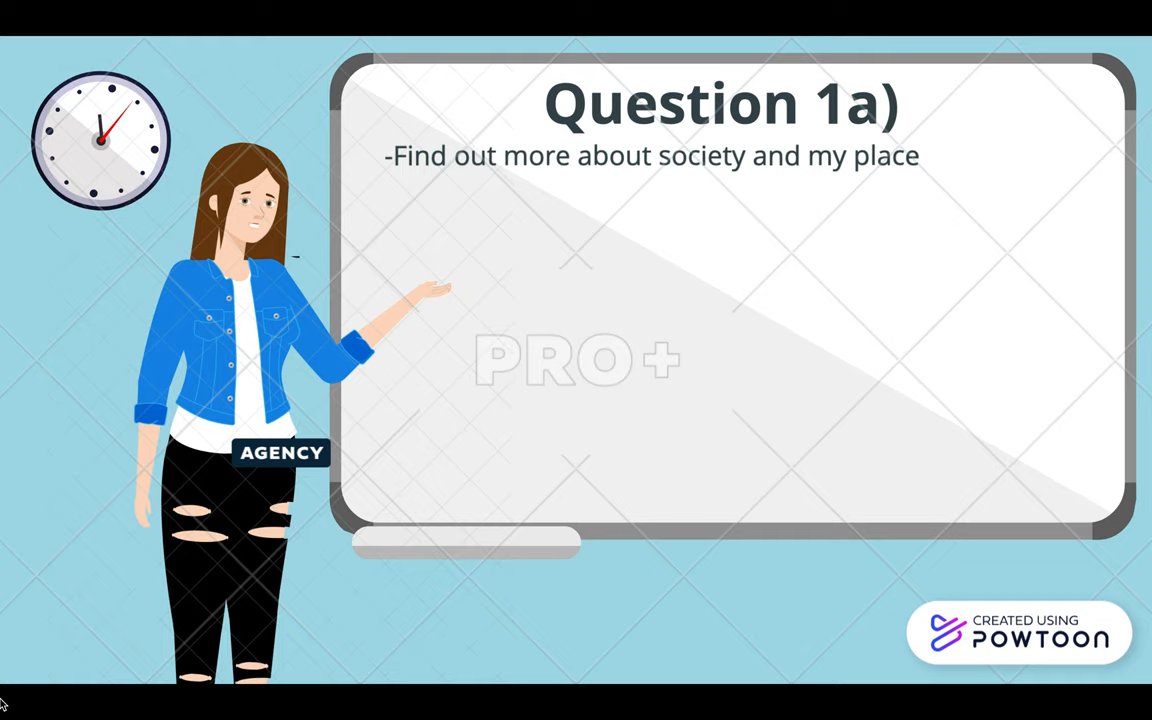 Question 1a)
-Find out more about society and my place
PRO+
AGENCY
CREATED USING
POWTOON